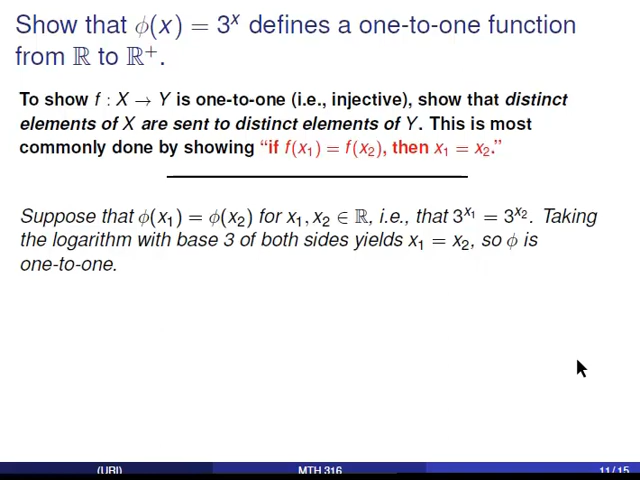 Show that ϕ(x) = 3ˣ defines a one-to-one function
from ℝ to ℝ⁺.
To show f : X → Y is one-to-one (i.e., injective), show that distinct
elements of X are sent to distinct elements of Y. This is most
commonly done by showing “if f(x₁) = f(x₂), then x₁ = x₂.”
Suppose that ϕ(x₁) = ϕ(x₂) for x₁, x₂ ∈ ℝ, i.e., that 3^{x₁} = 3^{x₂}. Taking
the logarithm with base 3 of both sides yields x₁ = x₂, so ϕ is
one-to-one.
(URI) MTH 316 11 / 15